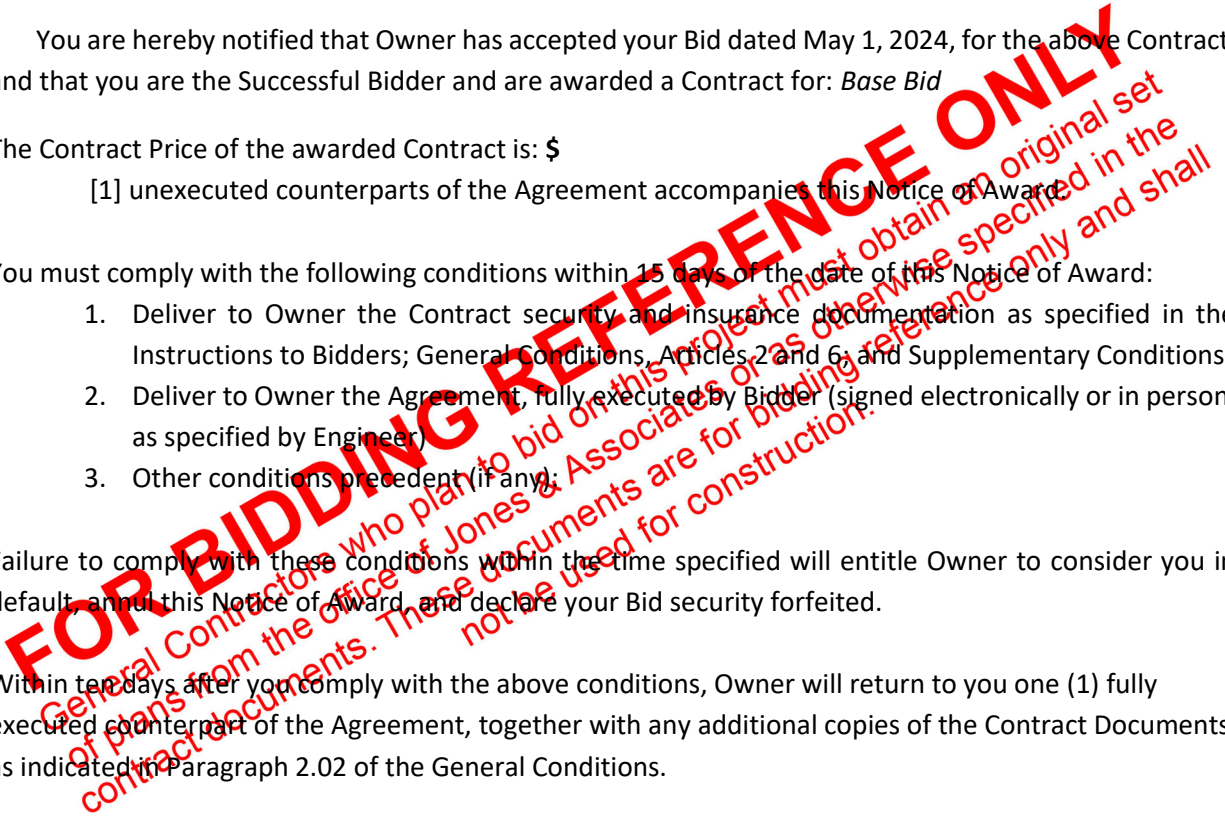 You are hereby notified that Owner has accepted your Bid dated May 1, 2024, for the above Contract
and that you are the Successful Bidder and are awarded a Contract for: Base Bid
The Contract Price of the awarded Contract is: $
[1] unexecuted counterparts of the Agreement accompanies this Notice of Award.
You must comply with the following conditions within 15 days of the date of this Notice of Award:
1. Deliver to Owner the Contract security and insurance documentation as specified in the
Instructions to Bidders; General Conditions, Articles 2 and 6; and Supplementary Conditions
2. Deliver to Owner the Agreement, fully executed by Bidder (signed electronically or in person
as specified by Engineer)
3. Other conditions precedent (if any):
Failure to comply with these conditions within the time specified will entitle Owner to consider you in
default, annul this Notice of Award, and declare your Bid security forfeited.
Within ten days after you comply with the above conditions, Owner will return to you one (1) fully
executed counterpart of the Agreement, together with any additional copies of the Contract Documents
as indicated in Paragraph 2.02 of the General Conditions.
FOR BIDDING REFERENCE ONLY
General Contractors who plan to bid on this project must obtain an original set
of plans from the office of Jones & Associates or as otherwise specified in the
contract documents. These documents are for bidding reference only and shall
not be used for construction.